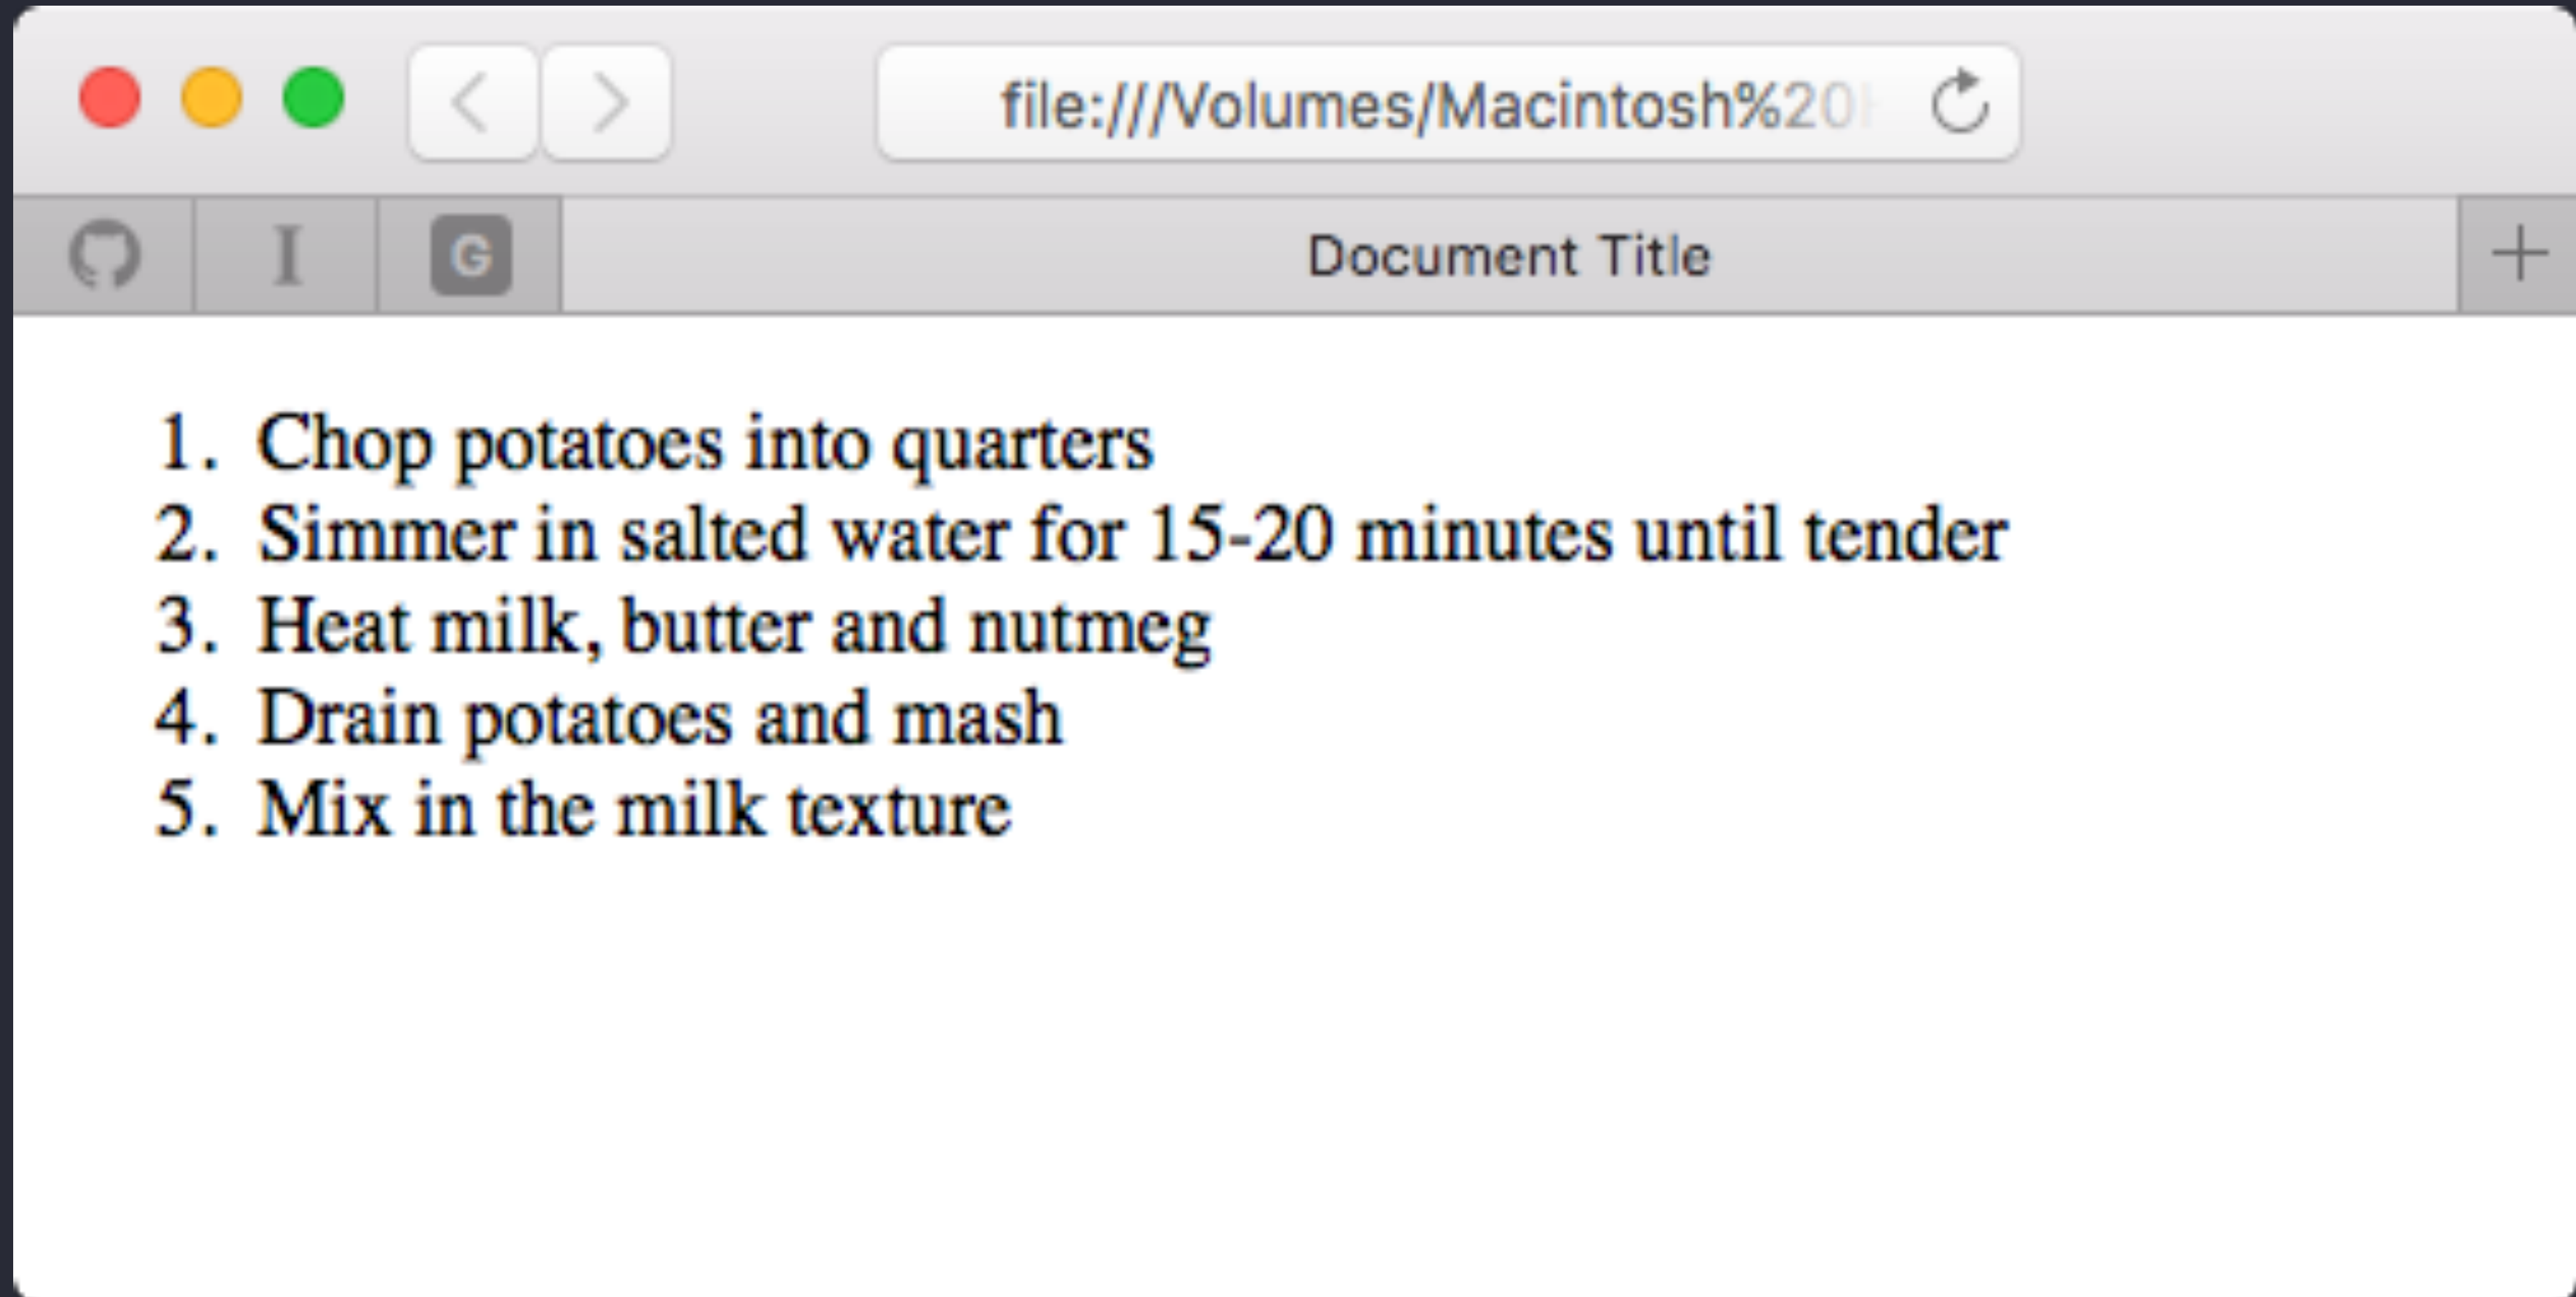 file:///Volumes/Macintosh%20
I
G
Document Title
1. Chop potatoes into quarters
2. Simmer in salted water for 15-20 minutes until tender
3. Heat milk, butter and nutmeg
4. Drain potatoes and mash
5. Mix in the milk texture